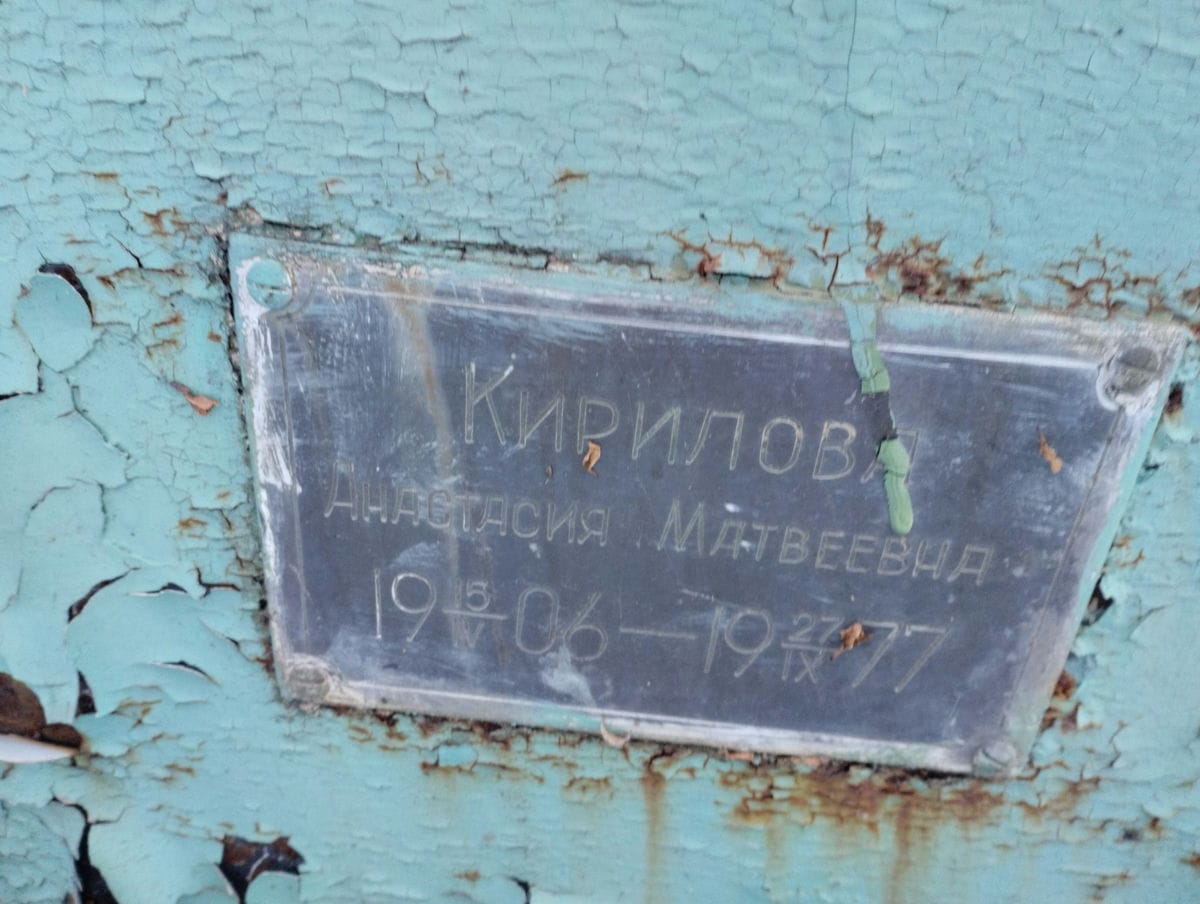 Кирилова
Анастасия Матвеевна
19 15/V 06 — 19 27/IX 77